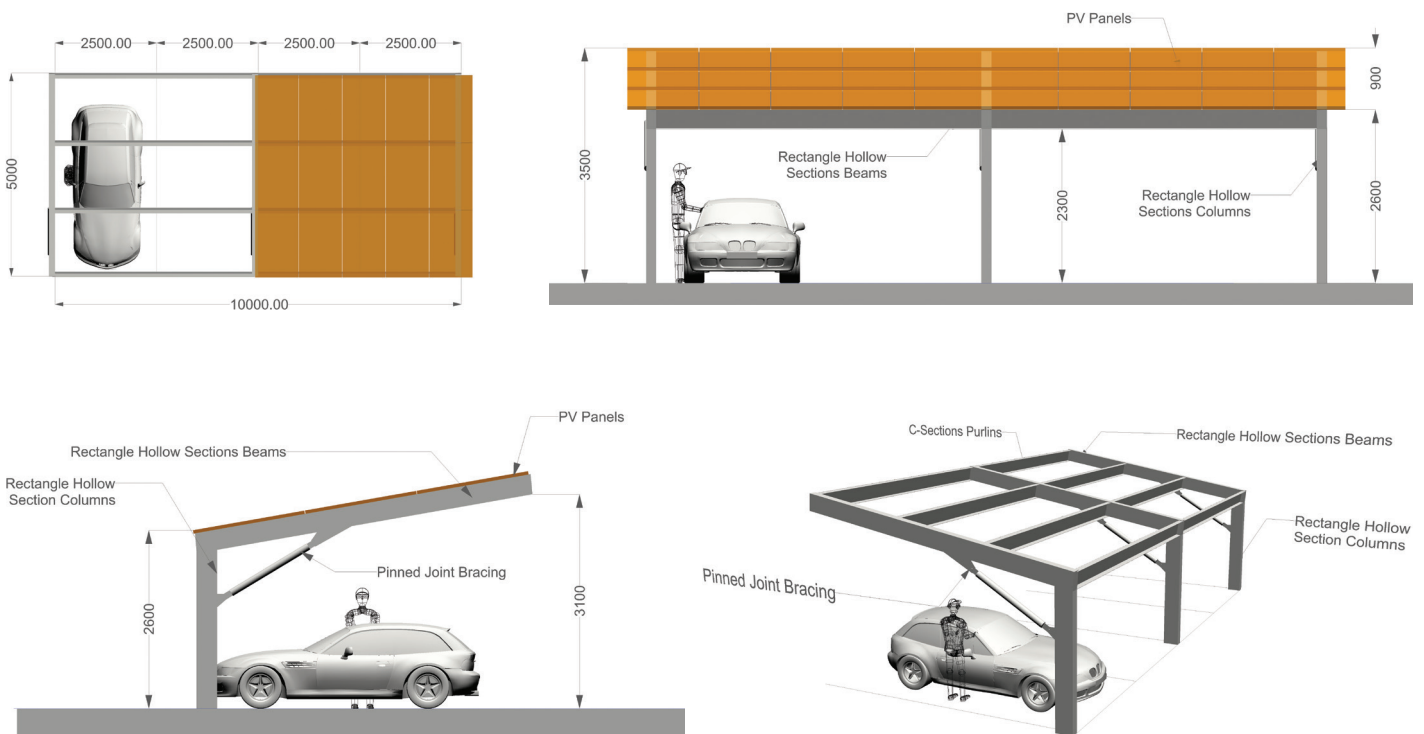 2500.00
2500.00
2500.00
2500.00
5000
10000.00
PV Panels
900
3500
Rectangle Hollow
Sections Beams
2300
Rectangle Hollow
Sections Columns
2600
PV Panels
Rectangle Hollow Sections Beams
Rectangle Hollow
Section Columns
Pinned Joint Bracing
2600
3100
C-Sections Purlins
Rectangle Hollow Sections Beams
Rectangle Hollow
Section Columns
Pinned Joint Bracing